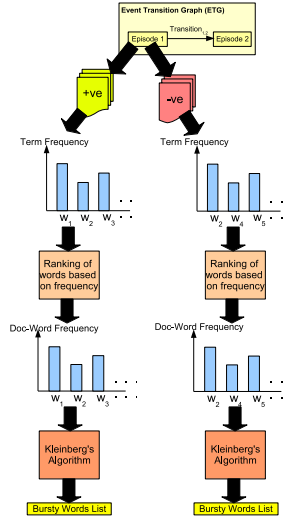 Event Transition Graph (ETG)
Episode 1
Transition1,2
Episode 2
+ve
-ve
Term Frequency
Term Frequency
W1 W2 W3
W2 W4 W5
Ranking of
words based
on frequency
Ranking of
words based
on frequency
Doc-Word Frequency
Doc-Word Frequency
W1 W2 W3
W2 W4 W5
Kleinberg's
Algorithm
Kleinberg's
Algorithm
Bursty Words List
Bursty Words List